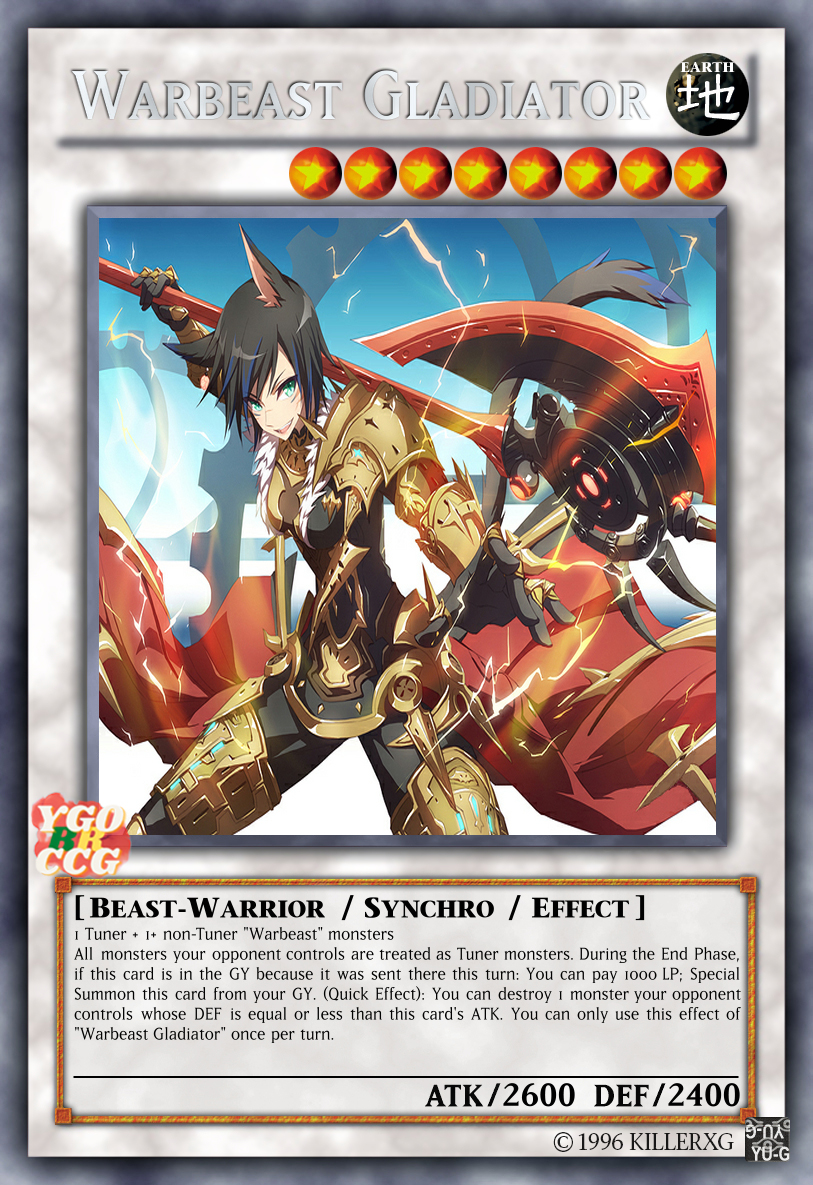 Warbeast Gladiator
EARTH
地
YGO
RR
CCG
[ Beast-Warrior / Synchro / Effect ]
1 Tuner + 1+ non-Tuner "Warbeast" monsters
All monsters your opponent controls are treated as Tuner monsters. During the End Phase,
if this card is in the GY because it was sent there this turn: You can pay 1000 LP; Special
Summon this card from your GY. (Quick Effect): You can destroy 1 monster your opponent
controls whose DEF is equal or less than this card's ATK. You can only use this effect of
"Warbeast Gladiator" once per turn.
ATK/2600 DEF/2400
© 1996 KILLERXG
YU-G